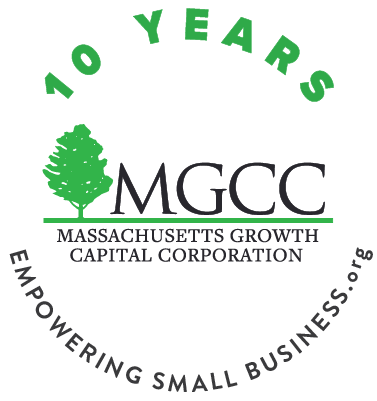 10 YEARS
MGCC
MASSACHUSETTS GROWTH
CAPITAL CORPORATION
EMPOWERING SMALL BUSINESS.org